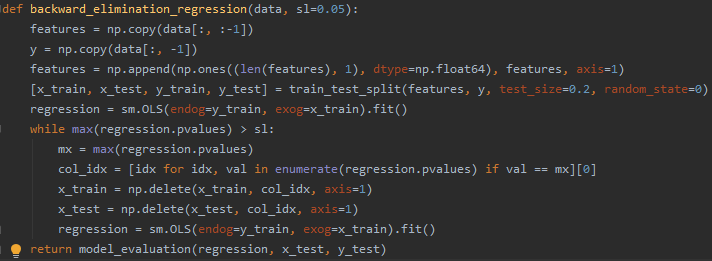 def backward_elimination_regression(data, sl=0.05):
    features = np.copy(data[:, :-1])
    y = np.copy(data[:, -1])
    features = np.append(np.ones((len(features), 1), dtype=np.float64), features, axis=1)
    [x_train, x_test, y_train, y_test] = train_test_split(features, y, test_size=0.2, random_state=0)
    regression = sm.OLS(endog=y_train, exog=x_train).fit()
    while max(regression.pvalues) > sl:
        mx = max(regression.pvalues)
        col_idx = [idx for idx, val in enumerate(regression.pvalues) if val == mx][0]
        x_train = np.delete(x_train, col_idx, axis=1)
        x_test = np.delete(x_test, col_idx, axis=1)
        regression = sm.OLS(endog=y_train, exog=x_train).fit()
    return model_evaluation(regression, x_test, y_test)